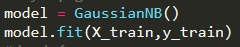 model = GaussianNB()
model.fit(X_train,y_train)